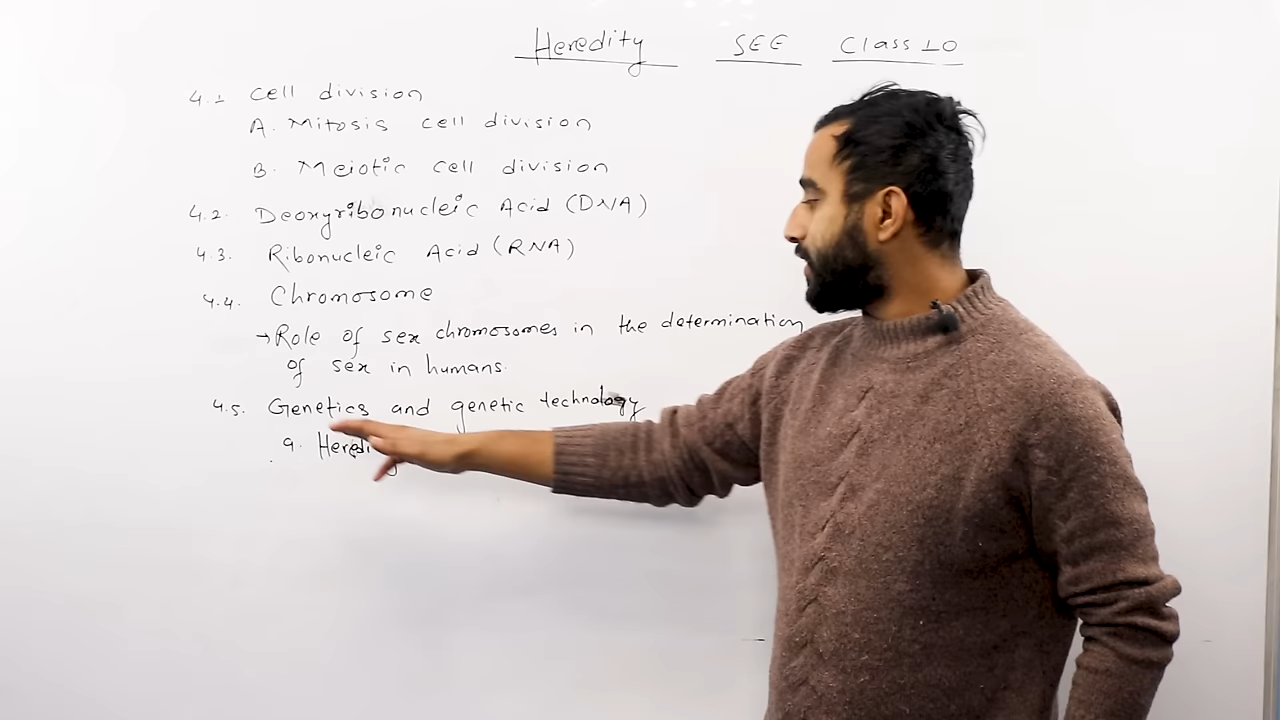 Heredity SEE Class 10
4.1 Cell division
A. Mitosis cell division
B. Meiotic cell division
4.2. Deoxyribonucleic Acid (DNA)
4.3. Ribonucleic Acid (RNA)
4.4. Chromosome
→ Role of sex chromosomes in the determination
of sex in humans.
4.5. Genetics and genetic technology
a.